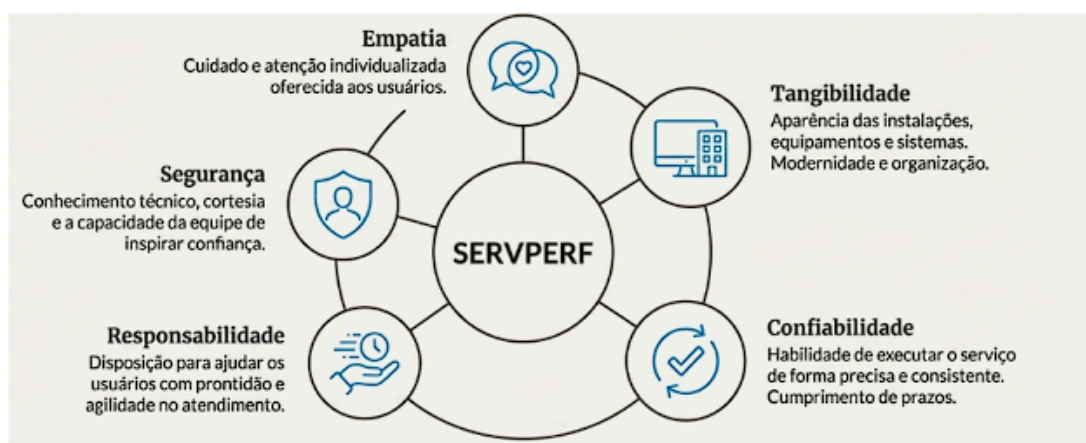 Empatia
Cuidado e atenção individualizada
oferecida aos usuários.
Tangibilidade
Aparência das instalações,
equipamentos e sistemas.
Modernidade e organização.
Segurança
Conhecimento técnico, cortesia
e a capacidade da equipe de
inspirar confiança.
SERVPERF
Responsabilidade
Disposição para ajudar os
usuários com prontidão e
agilidade no atendimento.
Confiabilidade
Habilidade de executar o serviço
de forma precisa e consistente.
Cumprimento de prazos.